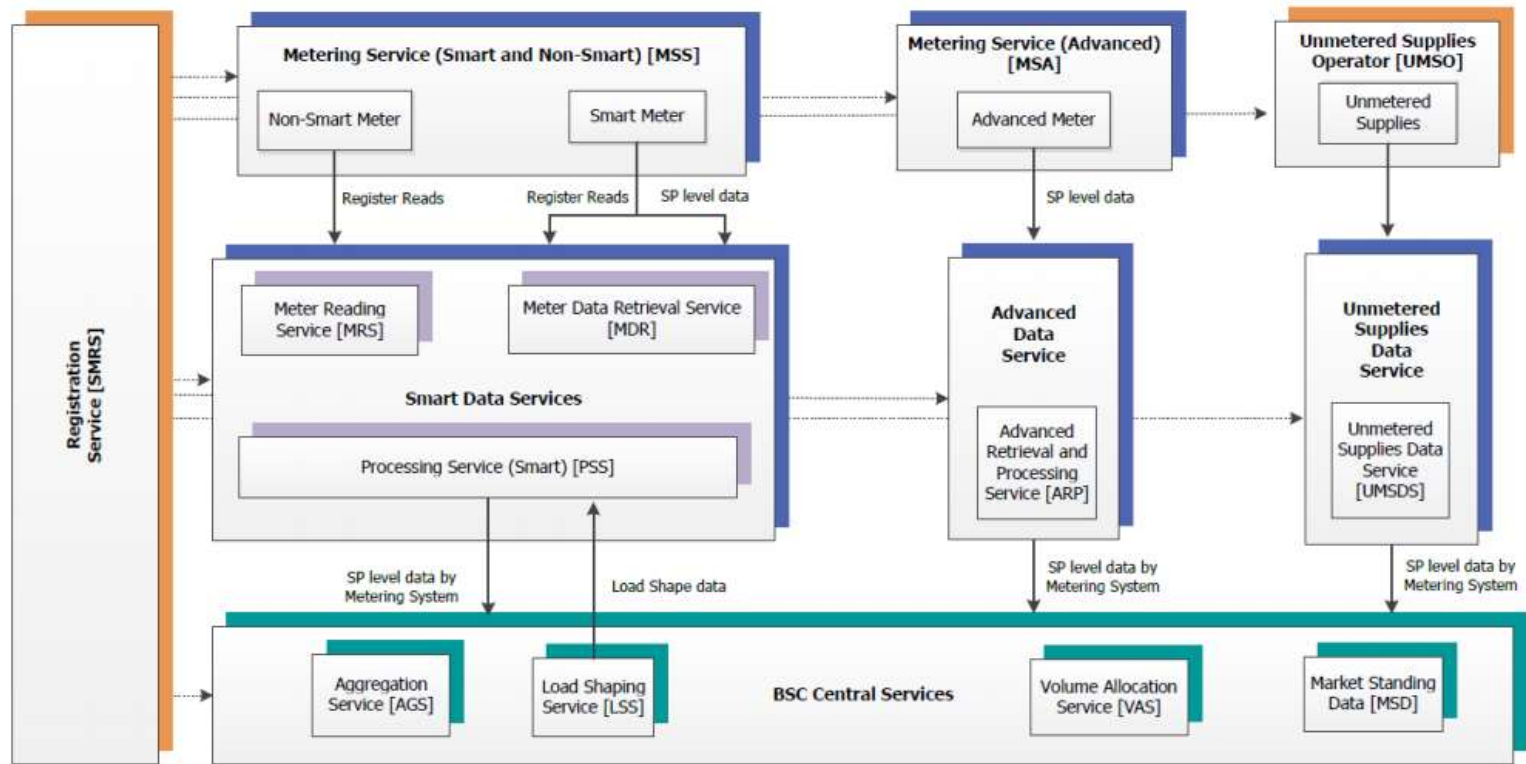 Registration
Service [SMRS]
Metering Service (Smart and Non-Smart) [MSS]
Non-Smart Meter
Smart Meter
Metering Service (Advanced)
[MSA]
Advanced Meter
Unmetered Supplies
Operator [UMSO]
Unmetered
Supplies
Register Reads
Register Reads
SP level data
SP level data
Meter Reading
Service [MRS]
Meter Data Retrieval Service
[MDR]
Smart Data Services
Processing Service (Smart) [PSS]
Advanced
Data
Service
Advanced
Retrieval and
Processing
Service [ARP]
Unmetered
Supplies
Data
Service
Unmetered
Supplies Data
Service
[UMSDS]
SP level data by
Metering System
Load Shape data
SP level data by
Metering System
SP level data by
Metering System
Aggregation
Service [AGS]
Load Shaping
Service [LSS]
BSC Central Services
Volume Allocation
Service [VAS]
Market Standing
Data [MSD]